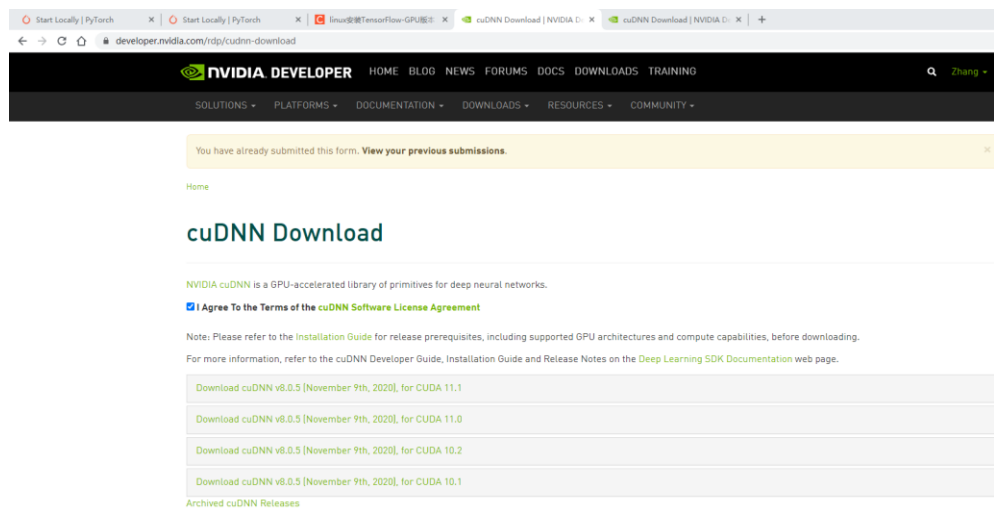 Start Locally | PyTorch
Start Locally | PyTorch
linux安装TensorFlow-GPU版本
cuDNN Download | NVIDIA D
cuDNN Download | NVIDIA D
developer.nvidia.com/rdp/cudnn-download
NVIDIA. DEVELOPER HOME BLOG NEWS FORUMS DOCS DOWNLOADS TRAINING Zhang
SOLUTIONS PLATFORMS DOCUMENTATION DOWNLOADS RESOURCES COMMUNITY
You have already submitted this form. View your previous submissions.
Home
cuDNN Download
NVIDIA cuDNN is a GPU-accelerated library of primitives for deep neural networks.
I Agree To the Terms of the cuDNN Software License Agreement
Note: Please refer to the Installation Guide for release prerequisites, including supported GPU architectures and compute capabilities, before downloading.
For more information, refer to the cuDNN Developer Guide, Installation Guide and Release Notes on the Deep Learning SDK Documentation web page.
Download cuDNN v8.0.5 (November 9th, 2020), for CUDA 11.1
Download cuDNN v8.0.5 (November 9th, 2020), for CUDA 11.0
Download cuDNN v8.0.5 (November 9th, 2020), for CUDA 10.2
Download cuDNN v8.0.5 (November 9th, 2020), for CUDA 10.1
Archived cuDNN Releases